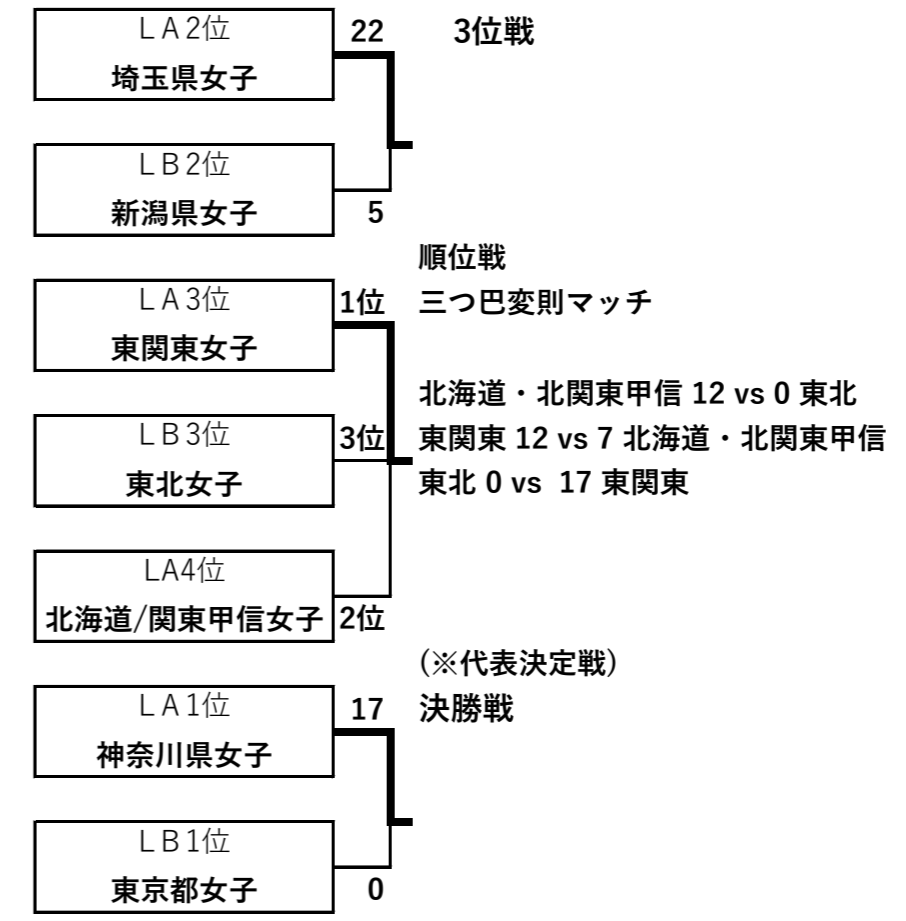 ＬＡ2位
22
3位戦
埼玉県女子
ＬＢ2位
新潟県女子
5
順位戦
ＬＡ3位
1位
三つ巴変則マッチ
東関東女子
北海道・北関東甲信 12 vs 0 東北
ＬＢ3位
3位
東関東 12 vs 7 北海道・北関東甲信
東北女子
東北 0 vs 17 東関東
LA4位
北海道/関東甲信女子
2位
(※代表決定戦)
ＬＡ1位
17
決勝戦
神奈川県女子
ＬＢ1位
東京都女子
0